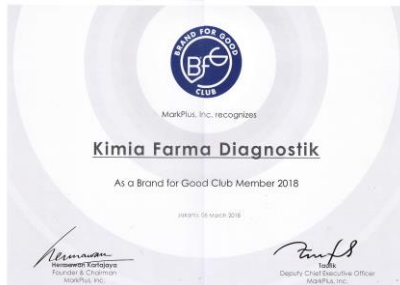 BRAND FOR GOOD
BFG
CLUB
MarkPlus, Inc. recognizes
Kimia Farma Diagnostik
As a Brand for Good Club Member 2018
Jakarta, 08 March 2018
Hermawan Kartajaya
Founder & Chairman
MarkPlus, Inc.
Taufik
Deputy Chief Executive Officer
MarkPlus, Inc.